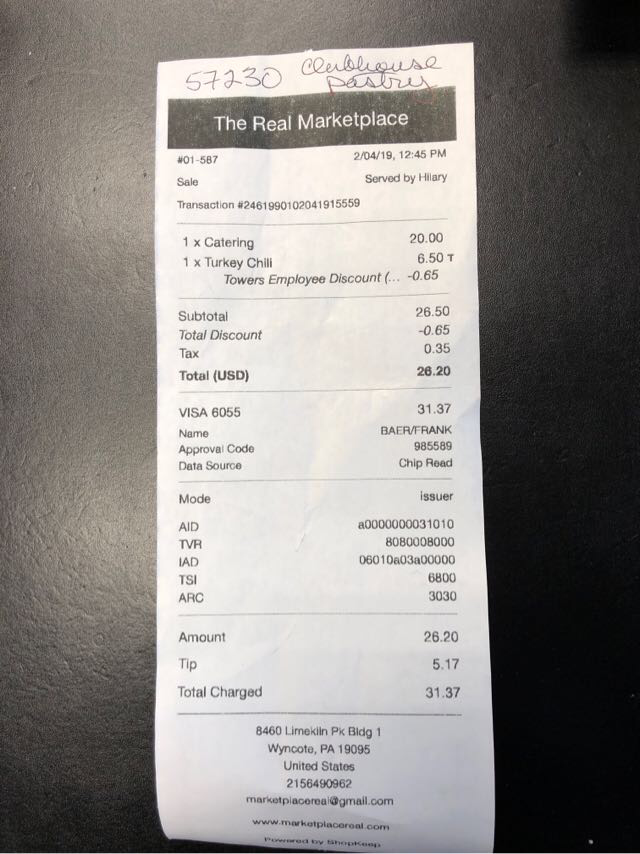 57230 Clubhouse
pastry
The Real Marketplace
#01-587 2/04/19, 12:45 PM
Sale Served by Hilary
Transaction #2461990102041915559
1 x Catering 20.00
1 x Turkey Chili 6.50 T
Towers Employee Discount (... -0.65
Subtotal 26.50
Total Discount -0.65
Tax 0.35
Total (USD) 26.20
VISA 6055 31.37
Name BAER/FRANK
Approval Code 985589
Data Source Chip Read
Mode issuer
AID a0000000031010
TVR 8080008000
IAD 06010a03a00000
TSI 6800
ARC 3030
Amount 26.20
Tip 5.17
Total Charged 31.37
8460 Limekiln Pk Bldg 1
Wyncote, PA 19095
United States
2156490962
marketplacereal@gmail.com
www.marketplacereal.com
Powered by ShopKeep